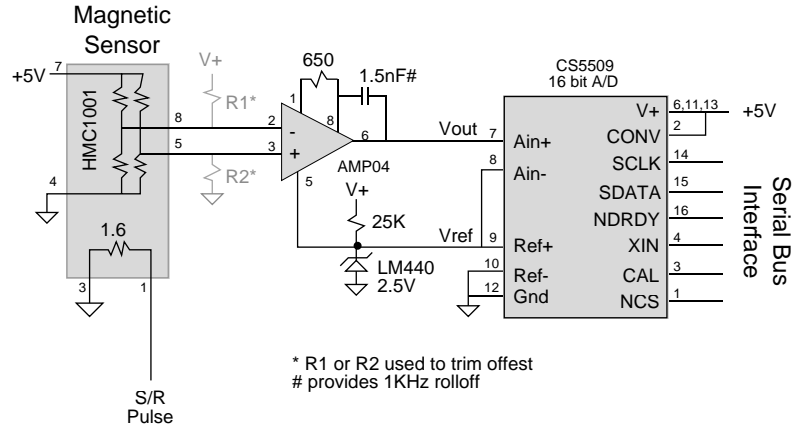 Magnetic
Sensor
+5V
7
HMC1001
8
5
4
1.6
3
1
S/R
Pulse
V+
R1*
R2*
650
1.5nF#
1
8
2
-
3
+
6
5
AMP04
V+
25K
LM440
2.5V
Vout
Vref
CS5509
16 bit A/D
7
Ain+
8
Ain-
9
Ref+
10
Ref-
12
Gnd
V+
6,11,13
+5V
CONV
2
SCLK
14
SDATA
15
NDRDY
16
XIN
4
CAL
3
NCS
1
Serial Bus
Interface
* R1 or R2 used to trim offest
# provides 1KHz rolloff